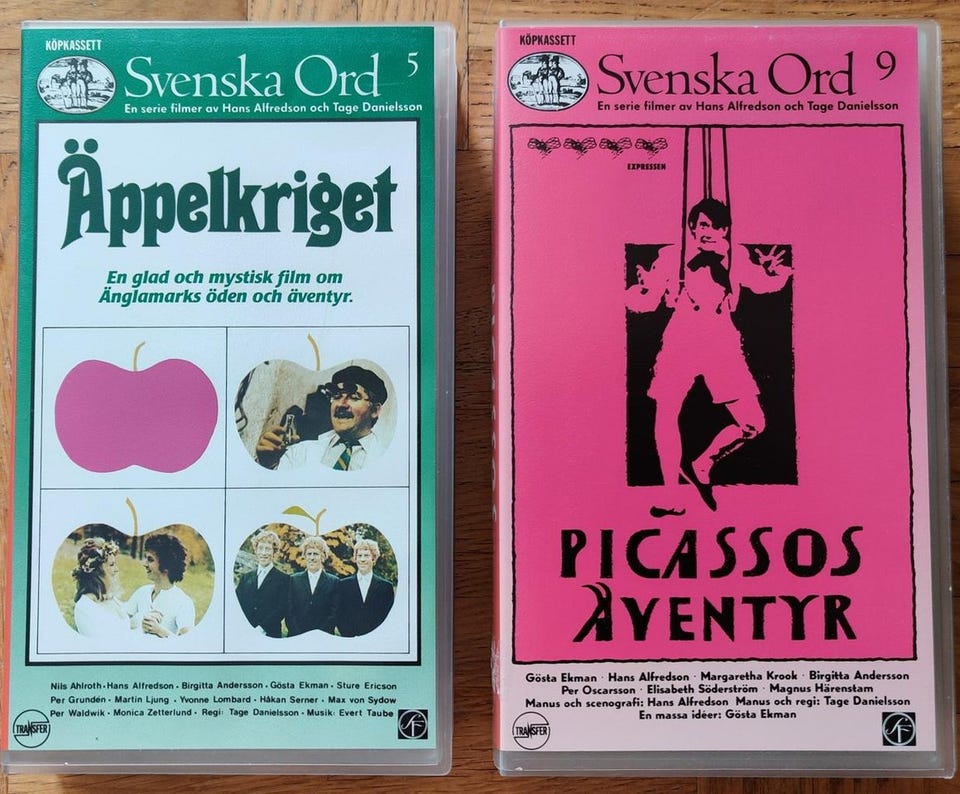 KÖPKASSETT
Svenska Ord 5
En serie filmer av Hans Alfredson och Tage Danielsson
Äppelkriget
En glad och mystisk film om
Änglamarks öden och äventyr.
Nils Ahlroth · Hans Alfredson · Birgitta Andersson · Gösta Ekman · Sture Ericson
Per Grundén · Martin Ljung · Yvonne Lombard · Håkan Serner · Max von Sydow
Per Waldwik · Monica Zetterlund · Regi: Tage Danielsson · Musik: Evert Taube
TRANSFER
SF
KÖPKASSETT
Svenska Ord 9
En serie filmer av Hans Alfredson och Tage Danielsson
EXPRESSEN
PICASSOS
ÄVENTYR
Gösta Ekman · Hans Alfredson · Margaretha Krook · Birgitta Andersson
Per Oscarsson · Elisabeth Söderström · Magnus Härenstam
Manus och scenografi: Hans Alfredson Manus och regi: Tage Danielsson
En massa idéer: Gösta Ekman
TRANSFER
SF